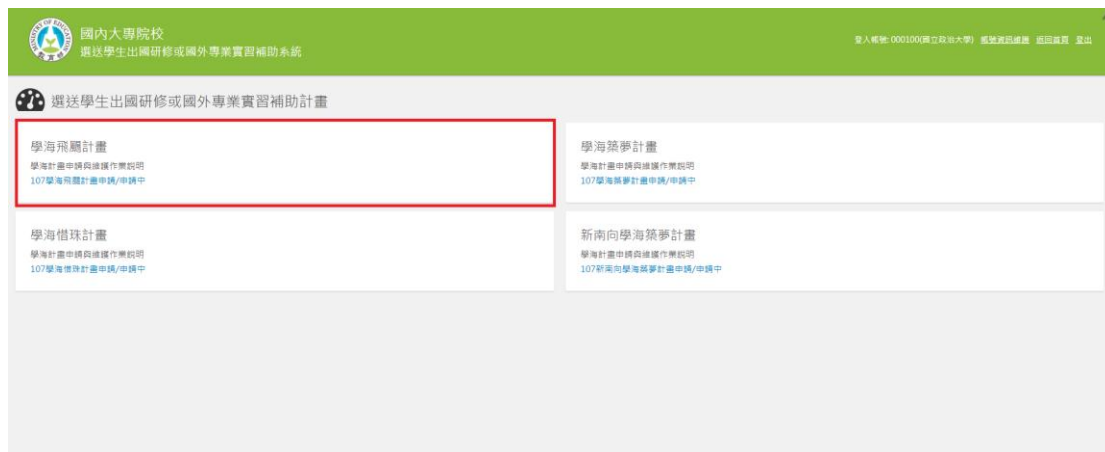 國內大專院校
選送學生出國研修或國外專業實習補助系統
登入帳號: 000100(國立政治大學) 帳號資訊維護 返回首頁 登出
選送學生出國研修或國外專業實習補助計畫
學海飛颺計畫
學海計畫申請與維護作業說明
107學海飛颺計畫申請/申請中
學海築夢計畫
學海計畫申請與維護作業說明
107學海築夢計畫申請/申請中
學海惜珠計畫
學海計畫申請與維護作業說明
107學海惜珠計畫申請/申請中
新南向學海築夢計畫
學海計畫申請與維護作業說明
107新南向學海築夢計畫申請/申請中